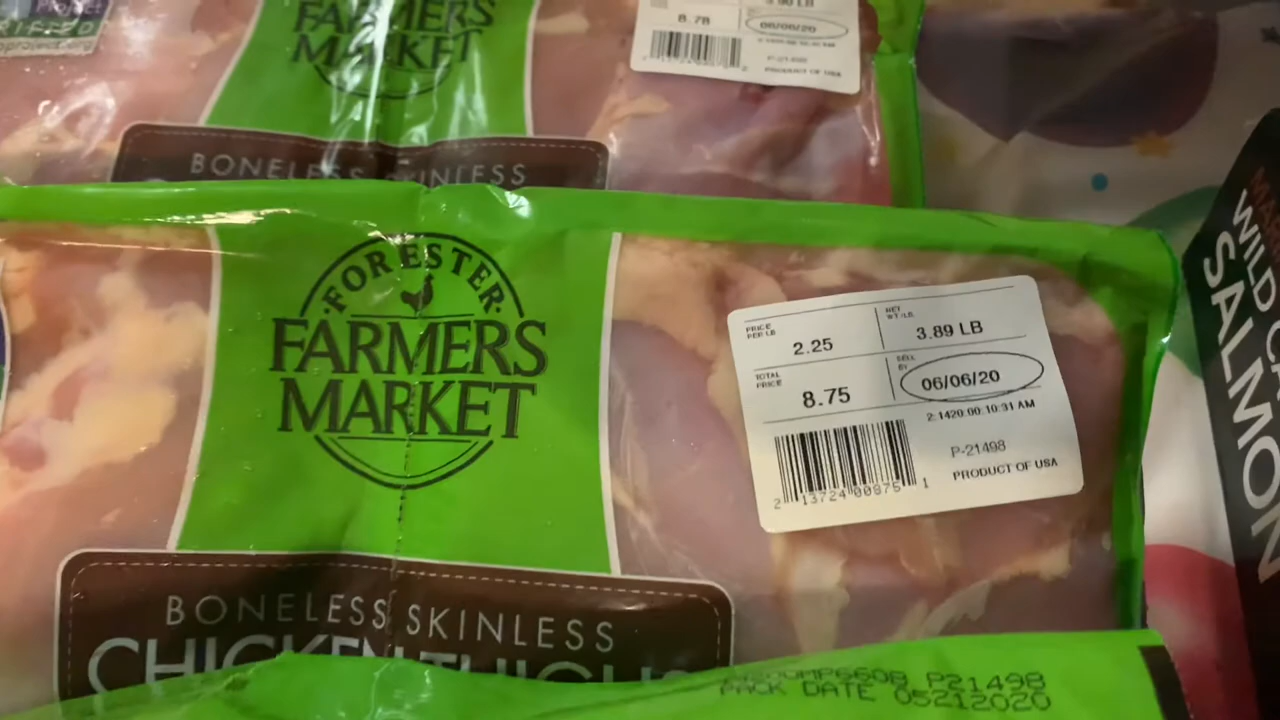 FARMERS
MARKET
8.78
06/06/20
PRODUCT OF USA
BONELESS SKINLESS
FORESTER
FARMERS
MARKET
PRICE
PER LB
2.25
NET
WT/LB.
3.89 LB
TOTAL
PRICE
8.75
SELL
BY
06/06/20
2:1420:00:10:31 AM
P-21498
PRODUCT OF USA
2 13724 00875 1
BONELESS SKINLESS
CHICKEN THIGHS
P21498
PACK DATE 05212020
WILD
SALMON